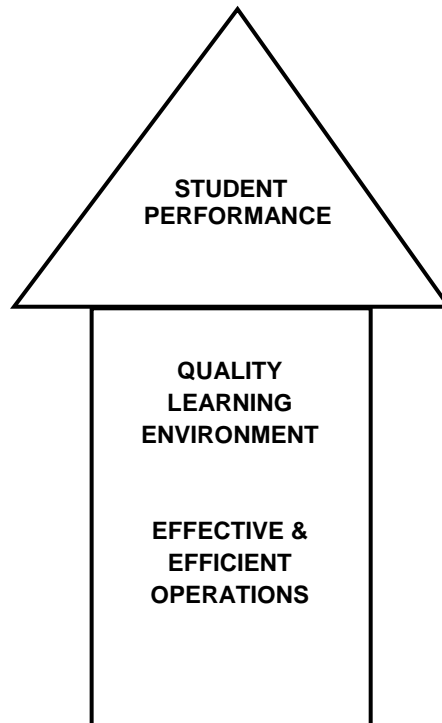 STUDENT
PERFORMANCE
QUALITY
LEARNING
ENVIRONMENT
EFFECTIVE &
EFFICIENT
OPERATIONS